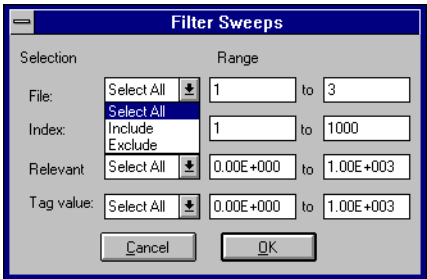 Filter Sweeps
Selection Range
File: Select All 1 to 3
Select All
Include
Exclude
Index: 1 to 1000
Relevant Select All 0.00E+000 to 1.00E+003
Tag value: Select All 0.00E+000 to 1.00E+003
Cancel OK